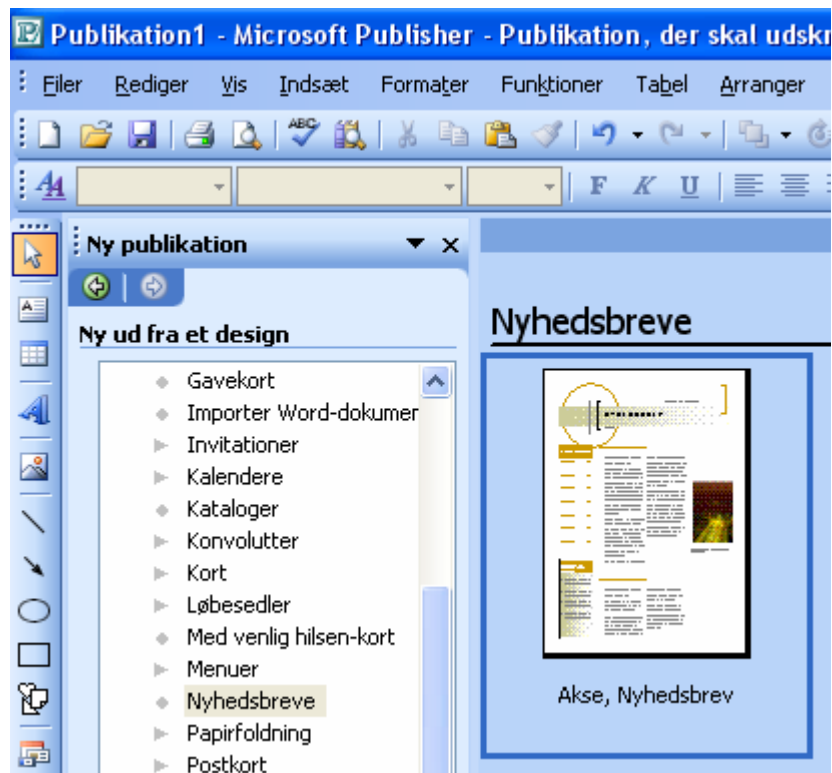 Publikation1 - Microsoft Publisher - Publikation, der skal udskr
Filer Rediger Vis Indsæt Formater Funktioner Tabel Arranger
ABC
F K U
Ny publikation
Ny ud fra et design
Gavekort
Importer Word-dokumer
Invitationer
Kalendere
Kataloger
Konvolutter
Kort
Løbesedler
Med venlig hilsen-kort
Menuer
Nyhedsbreve
Papirfoldning
Postkort
Nyhedsbreve
Akse, Nyhedsbrev